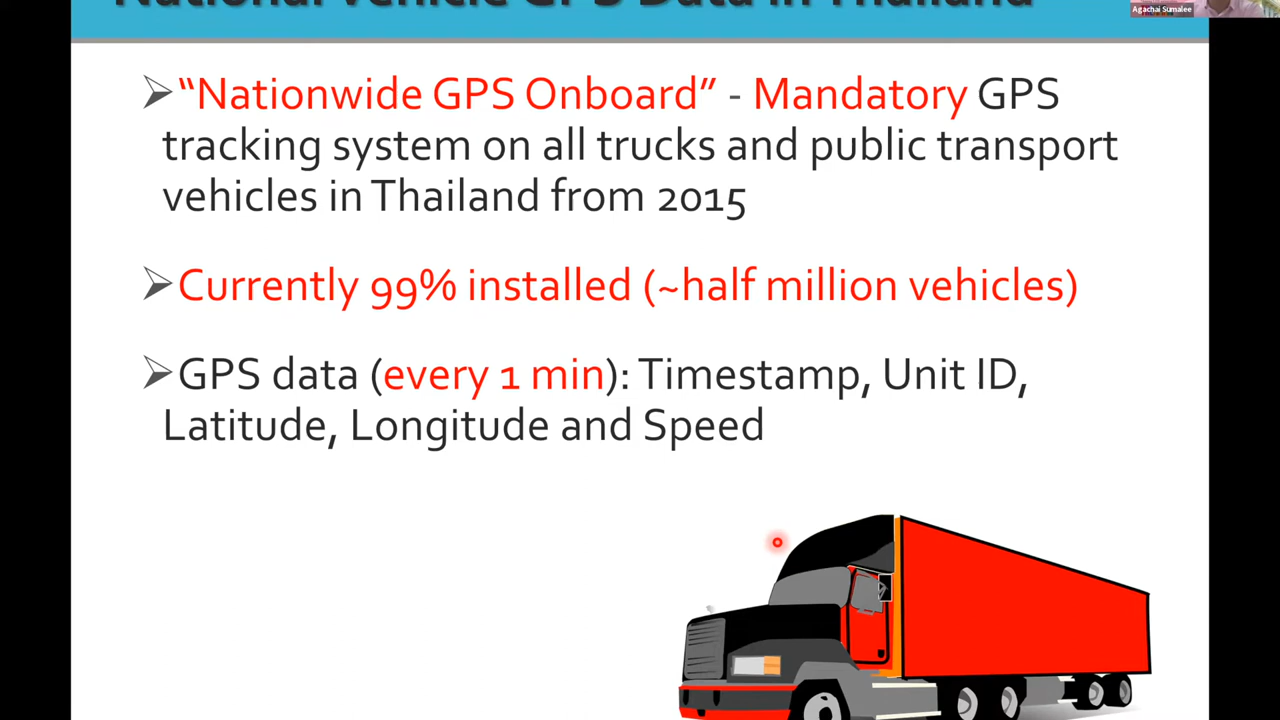 National Vehicle GPS Data in Thailand
Agachai Sumalee
“Nationwide GPS Onboard” - Mandatory GPS
tracking system on all trucks and public transport
vehicles in Thailand from 2015
Currently 99% installed (~half million vehicles)
GPS data (every 1 min): Timestamp, Unit ID,
Latitude, Longitude and Speed